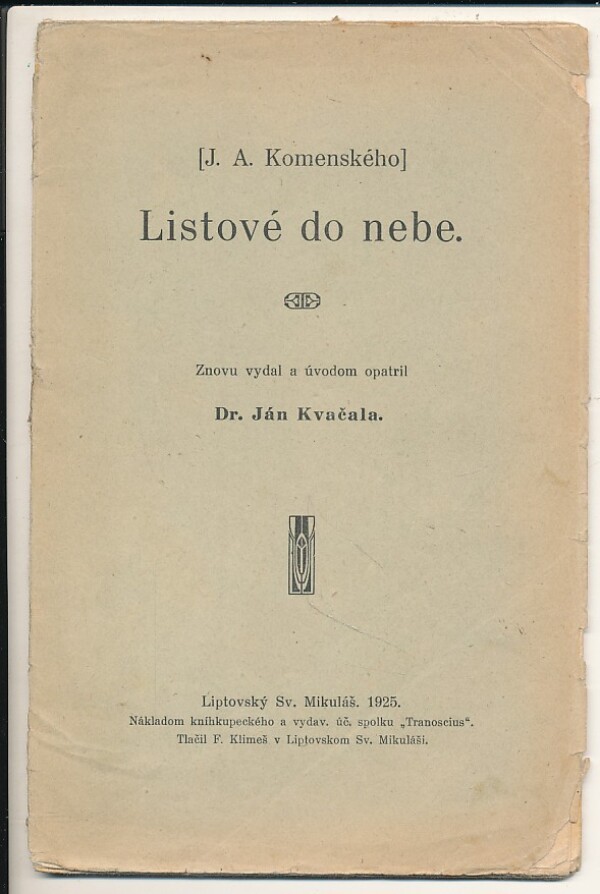 [J. A. Komenského]
Listové do nebe.
Znovu vydal a úvodom opatril
Dr. Ján Kvačala.
Liptovský Sv. Mikuláš. 1925.
Nákladom kníhkupeckého a vydav. úč. spolku „Tranoscius“.
Tlačil F. Klimeš v Liptovskom Sv. Mikuláši.